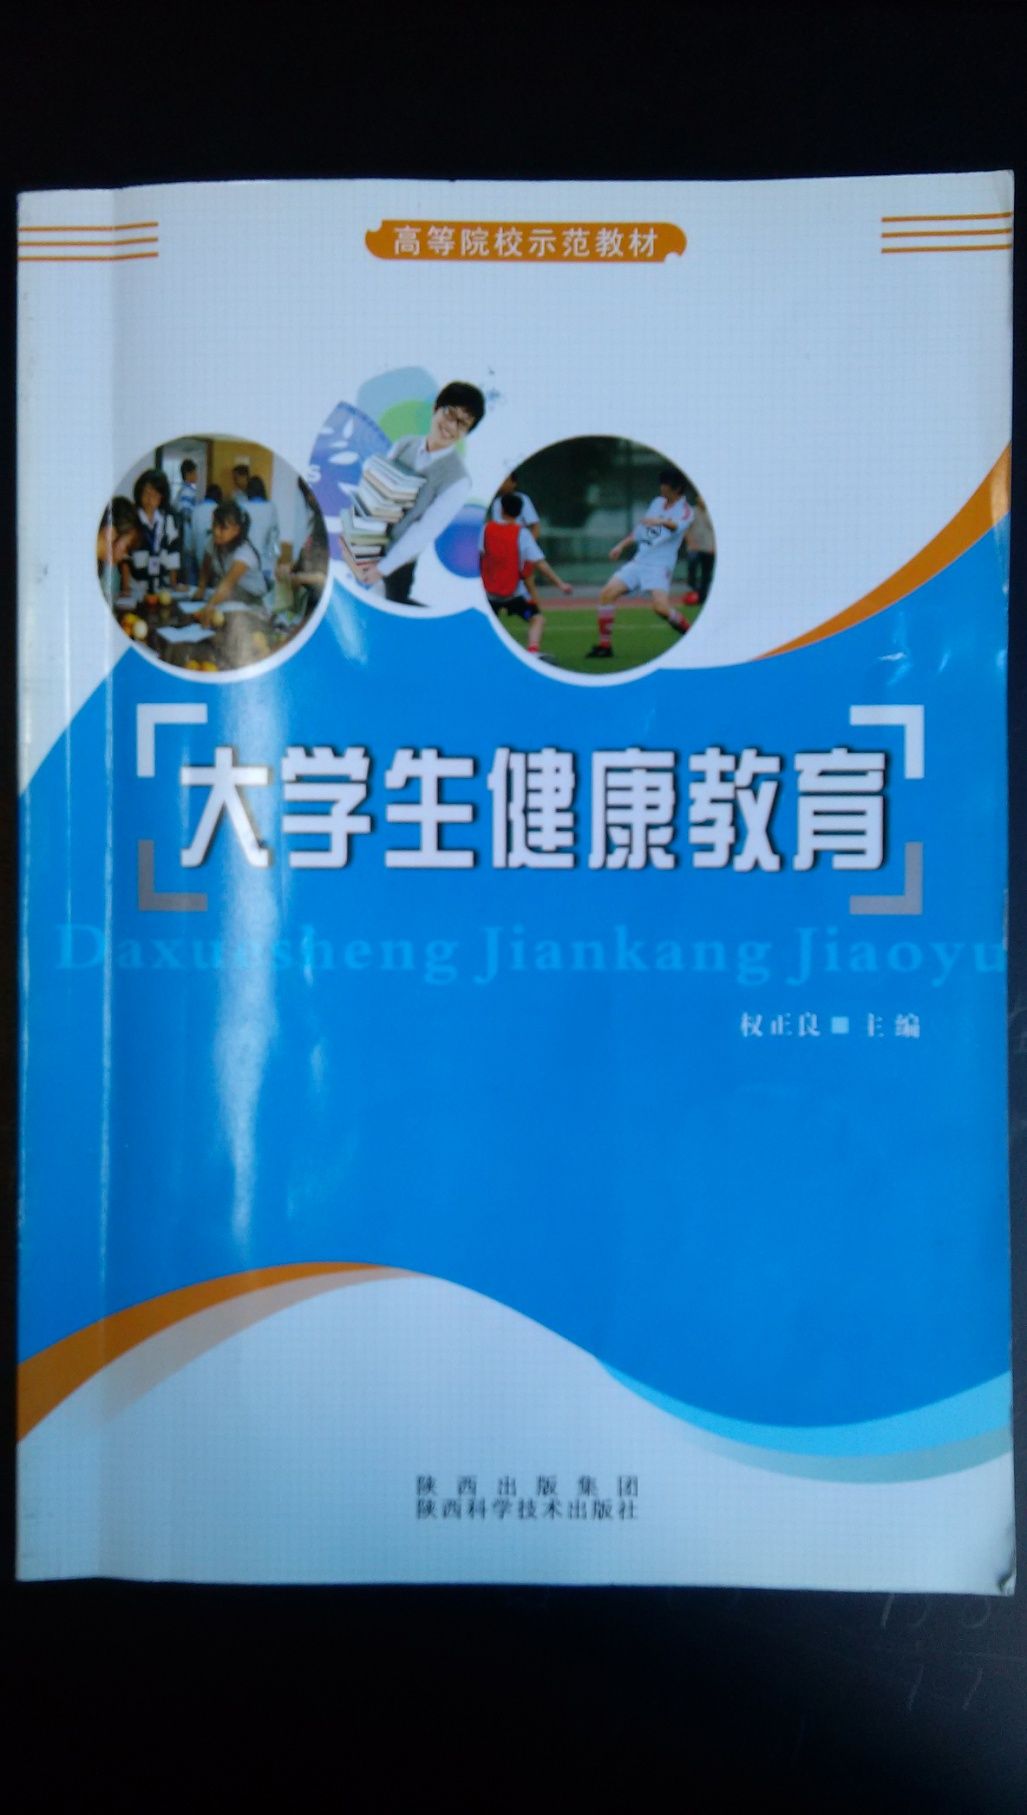 高等院校示范教材
大学生健康教育
Daxuesheng Jiankang Jiaoyu
权正良 主编
陕西出版集团
陕西科学技术出版社